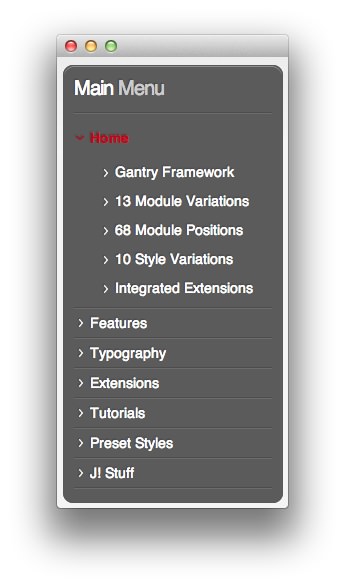 Main Menu
Home
Gantry Framework
13 Module Variations
68 Module Positions
10 Style Variations
Integrated Extensions
Features
Typography
Extensions
Tutorials
Preset Styles
J! Stuff